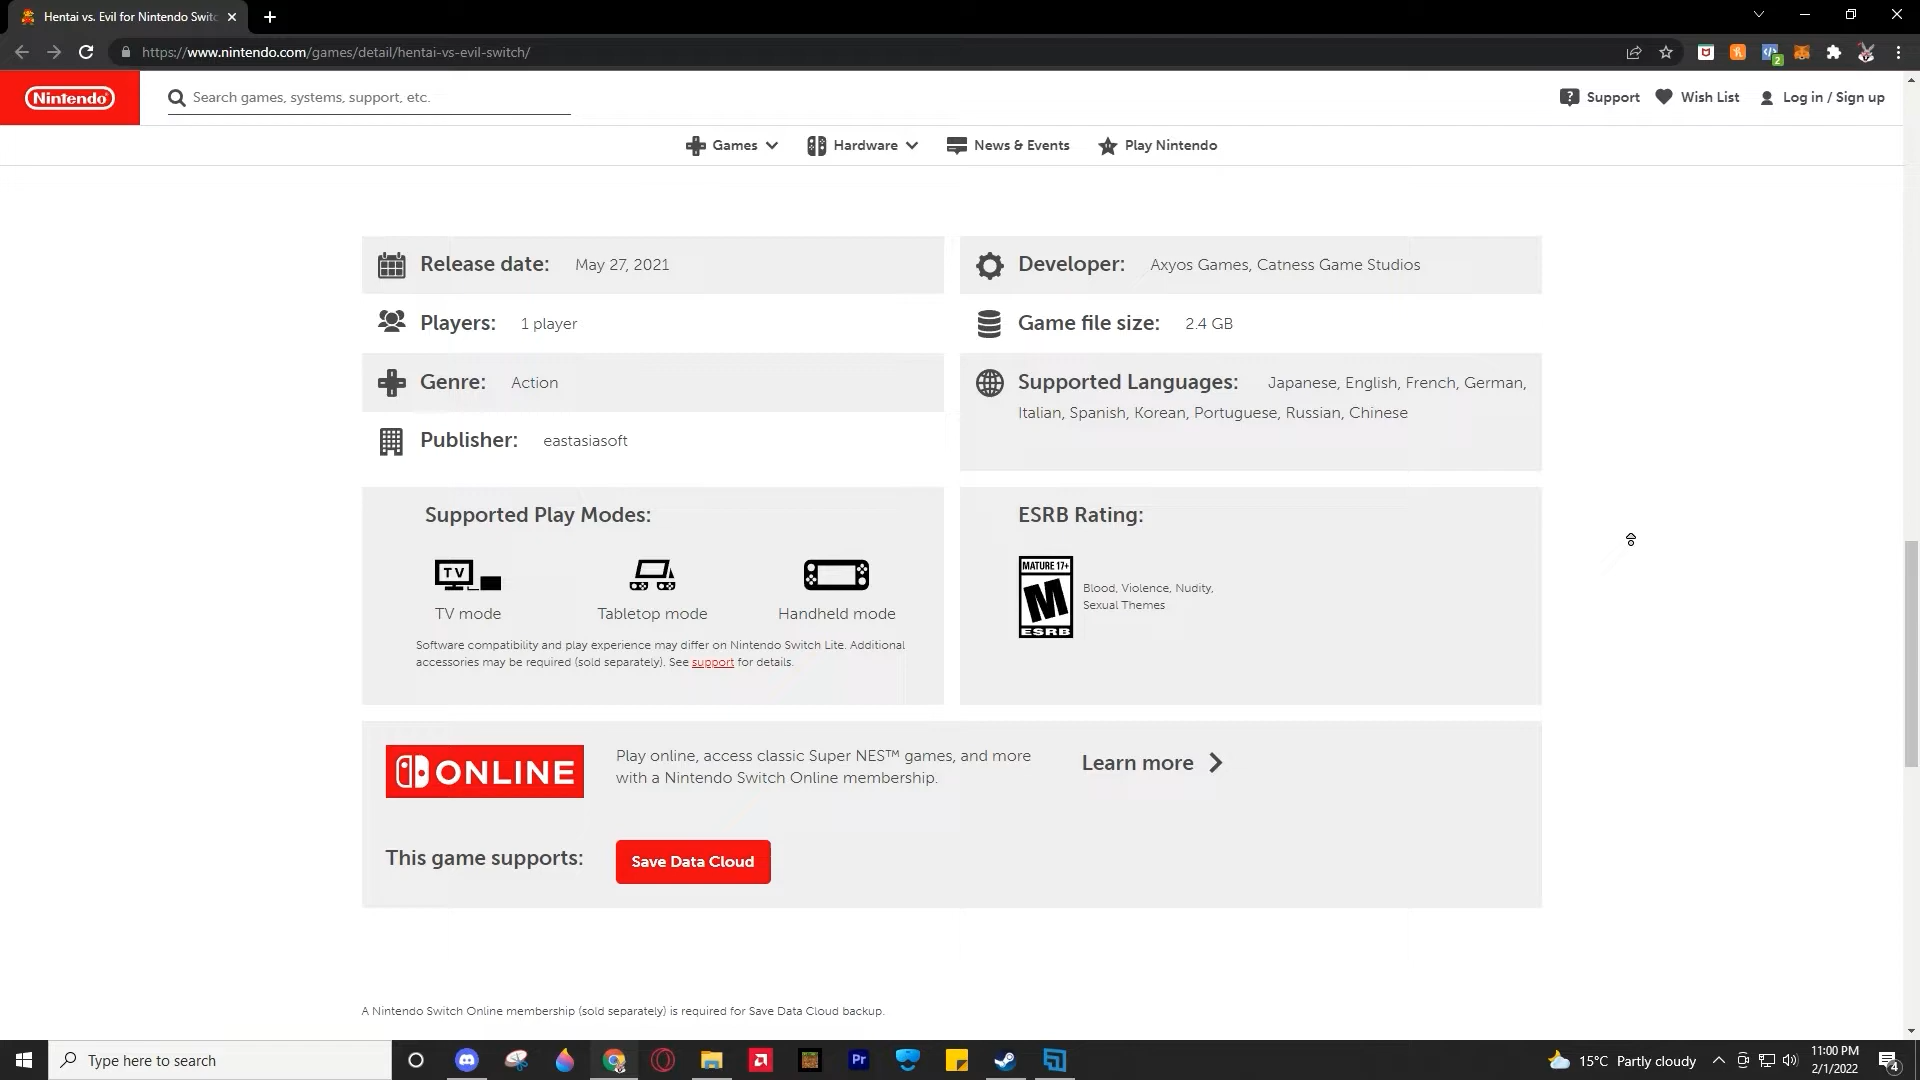 Hentai vs. Evil for Nintendo Switc
https://www.nintendo.com/games/detail/hentai-vs-evil-switch/
2
Nintendo
Search games, systems, support, etc.
Support
Wish List
Log in / Sign up
Games
Hardware
News & Events
Play Nintendo
Release date: May 27, 2021
Developer: Axyos Games, Catness Game Studios
Players: 1 player
Game file size: 2.4 GB
Genre: Action
Supported Languages: Japanese, English, French, German,
Italian, Spanish, Korean, Portuguese, Russian, Chinese
Publisher: eastasiasoft
Supported Play Modes:
TV
TV mode
Tabletop mode
Handheld mode
Software compatibility and play experience may differ on Nintendo Switch Lite. Additional
accessories may be required (sold separately). See support for details.
ESRB Rating:
MATURE 17+
M
ESRB
Blood, Violence, Nudity,
Sexual Themes
ONLINE
Play online, access classic Super NES™ games, and more
with a Nintendo Switch Online membership.
Learn more
This game supports:
Save Data Cloud
A Nintendo Switch Online membership (sold separately) is required for Save Data Cloud backup.
Type here to search
Pr
15°C Partly cloudy
11:00 PM
2/1/2022
4